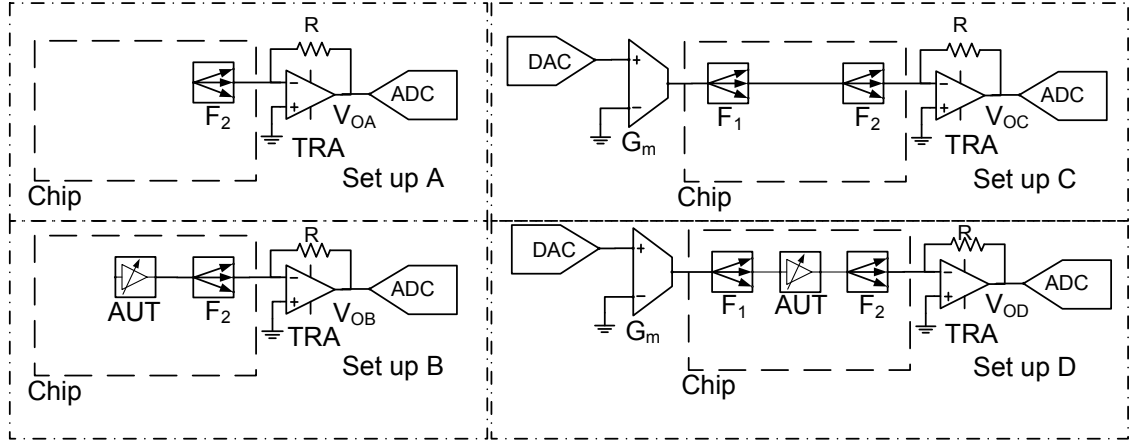 R
F2
VOA
ADC
TRA
Set up A
Chip
DAC
+
−
Gm
F1
F2
R
−
+
VOC
ADC
TRA
Set up C
Chip
AUT
F2
R
−
+
VOB
ADC
TRA
Set up B
Chip
DAC
+
−
Gm
F1
AUT
F2
R
−
+
VOD
ADC
TRA
Set up D
Chip